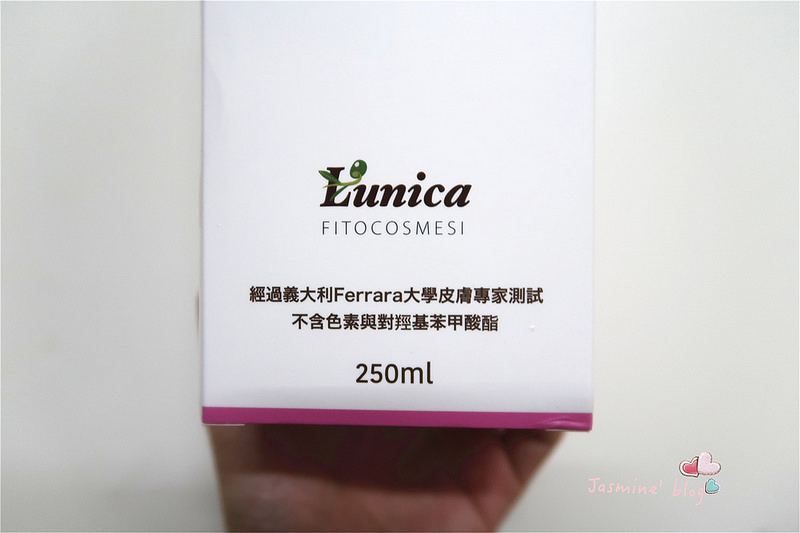 Lunica
FITOCOSMESI
經過義大利Ferrara大學皮膚專家測試
不含色素與對羥基苯甲酸酯
250ml
Jasmine' blog